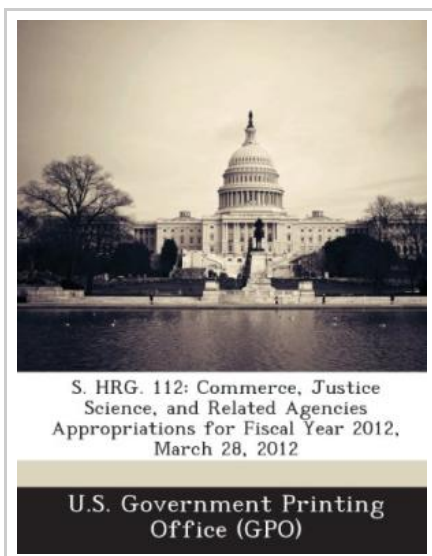 S. HRG. 112: Commerce, Justice
Science, and Related Agencies
Appropriations for Fiscal Year 2012,
March 28, 2012
U.S. Government Printing
Office (GPO)